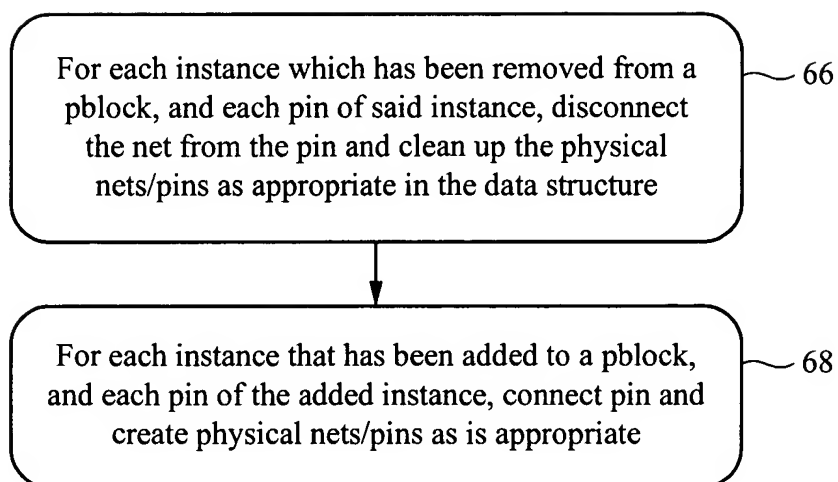 For each instance which has been removed from a
pblock, and each pin of said instance, disconnect
the net from the pin and clean up the physical
nets/pins as appropriate in the data structure
66
For each instance that has been added to a pblock,
and each pin of the added instance, connect pin and
create physical nets/pins as is appropriate
68